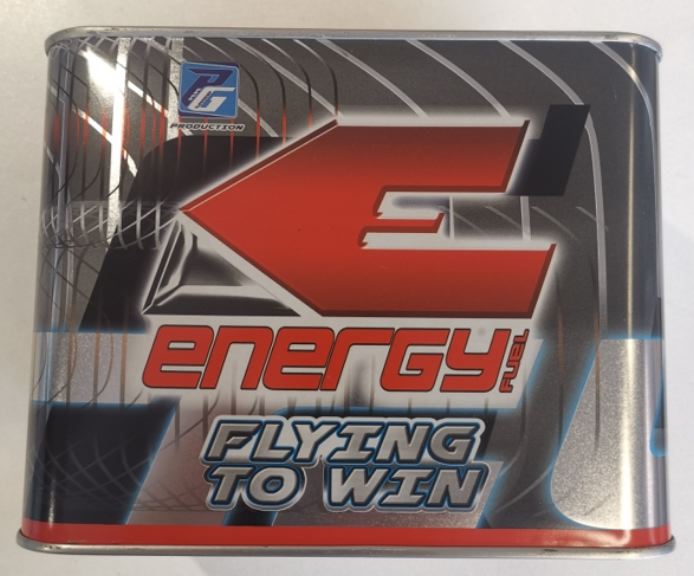 PG
PRODUCTION
E
energy
FUEL
FLYING
TO WIN